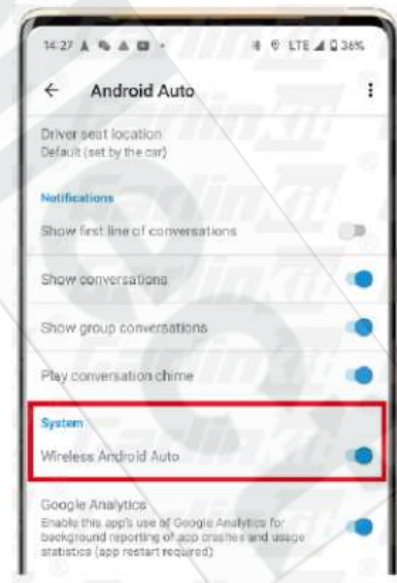 14:27
LTE 36%
Android Auto
Driver seat location
Default (set by the car)
Notifications
Show first line of conversations
Show conversations
Show group conversations
Play conversation chime
System
Wireless Android Auto
Google Analytics
Enable this app's use of Google Analytics for
background reporting of app crashes and usage
statistics (app restart required)